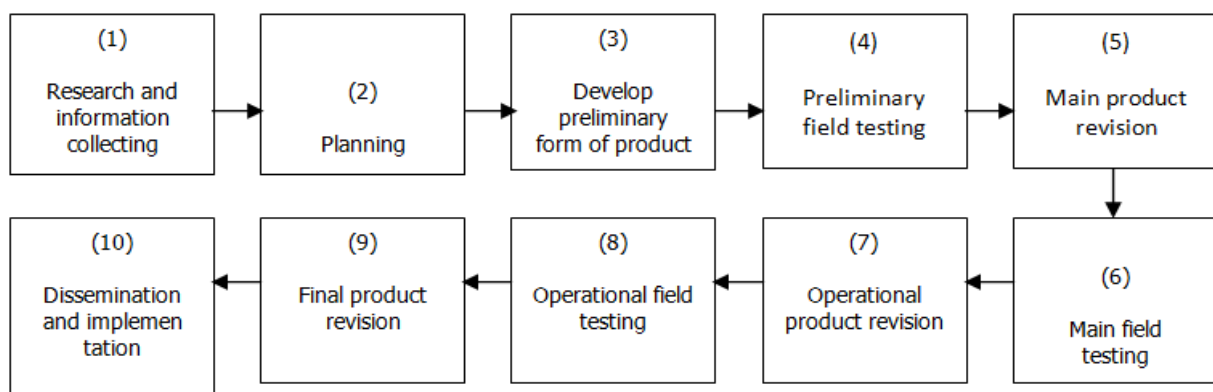 (1)
Research and
information
collecting
(2)
Planning
(3)
Develop
preliminary
form of product
(4)
Preliminary
field testing
(5)
Main product
revision
(6)
Main field
testing
(7)
Operational
product revision
(8)
Operational field
testing
(9)
Final product
revision
(10)
Dissemination
and implemen
tation